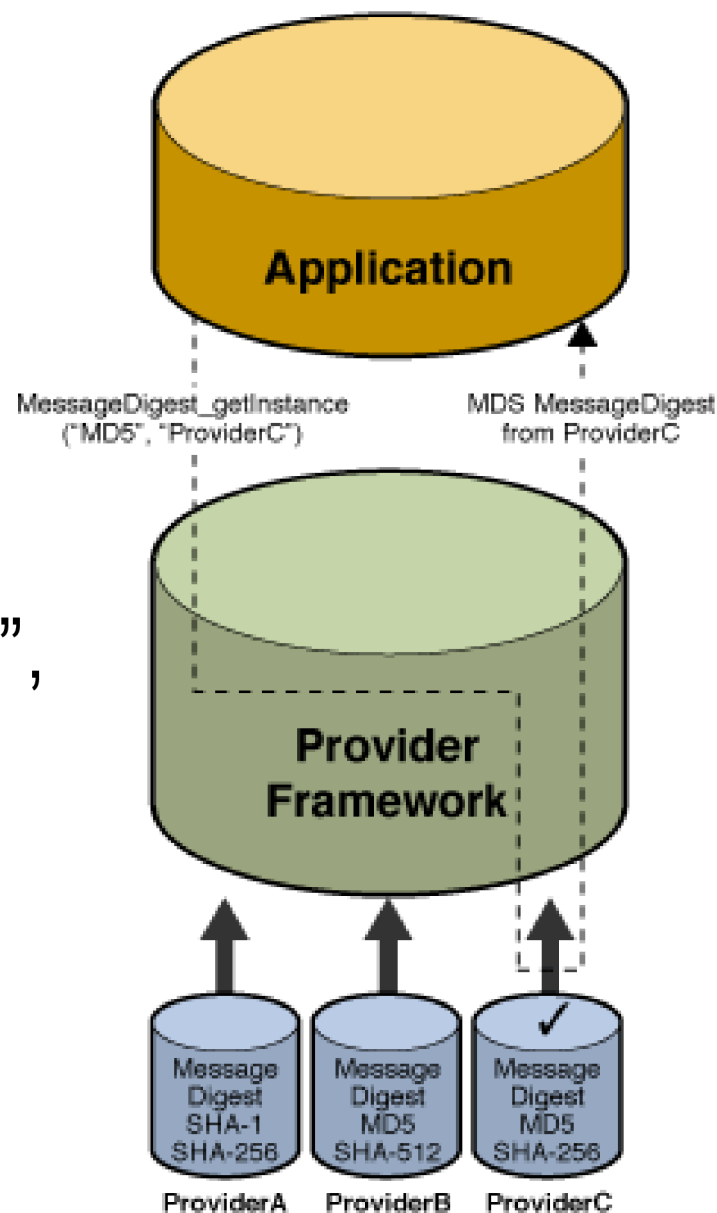 Application
MessageDigest_getInstance
("MD5", "ProviderC")
MDS MessageDigest
from ProviderC
”,
Provider
Framework
Message
Digest
SHA-1
SHA-256
ProviderA
Message
Digest
MD5
SHA-512
ProviderB
✓
Message
Digest
MD5
SHA-256
ProviderC